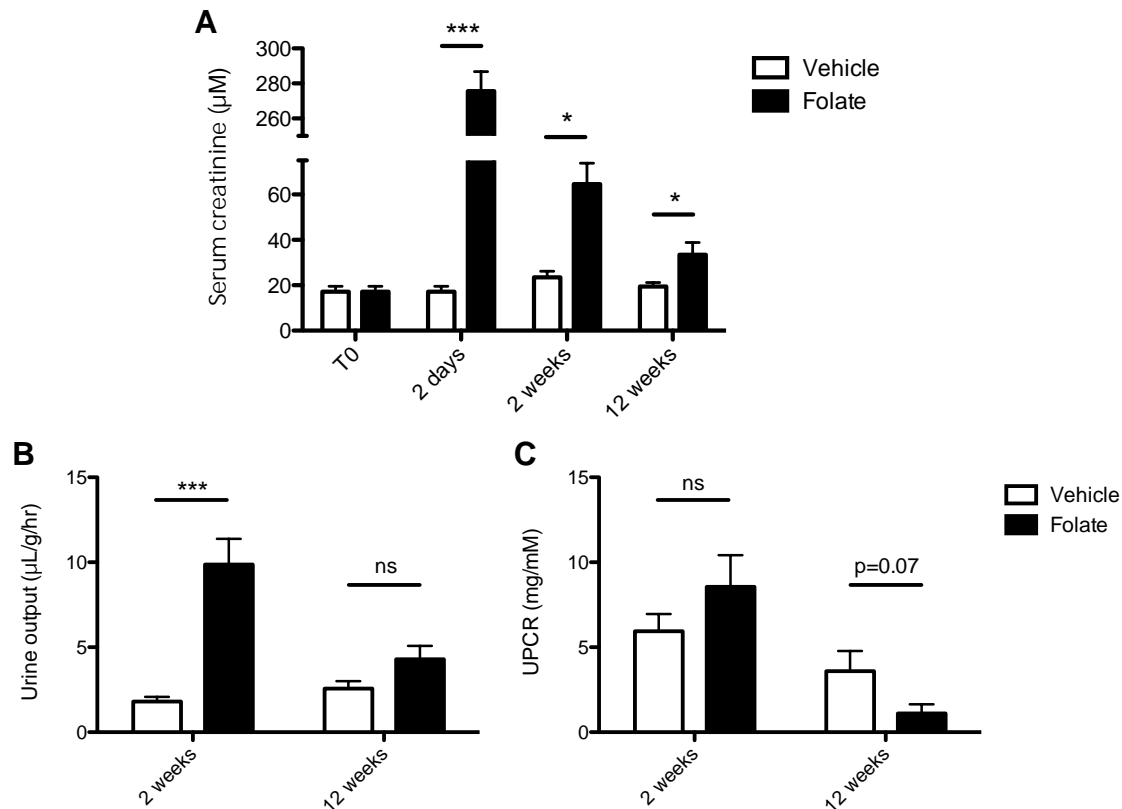 A
Serum creatinine (µM)
300
280
260
60
40
20
0
***
*
*
T0
2 days
2 weeks
12 weeks
Vehicle
Folate
B
Urine output (µL/g/hr)
15
10
5
0
***
ns
2 weeks
12 weeks
C
UPCR (mg/mM)
15
10
5
0
ns
p=0.07
2 weeks
12 weeks
Vehicle
Folate